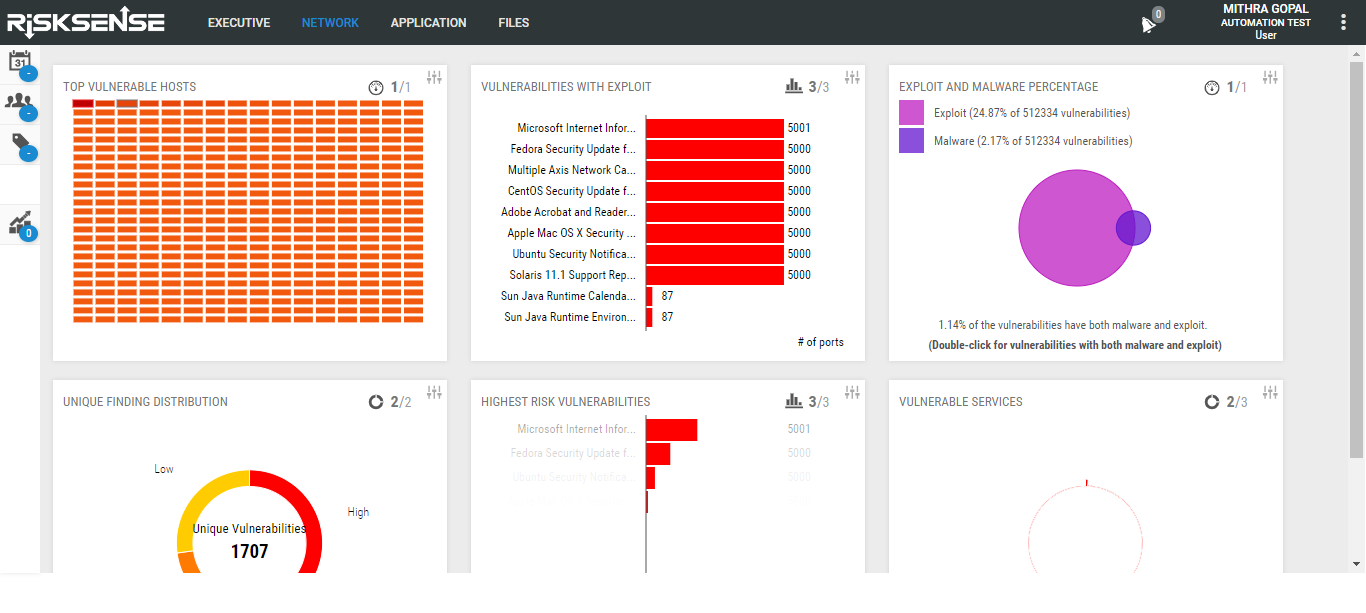 RiSKSENSE
EXECUTIVE
NETWORK
APPLICATION
FILES
0
MITHRA GOPAL
AUTOMATION TEST
User
31
-
-
-
0
TOP VULNERABLE HOSTS
1/1
VULNERABILITIES WITH EXPLOIT
3/3
Microsoft Internet Infor... 5001
Fedora Security Update f... 5000
Multiple Axis Network Ca... 5000
CentOS Security Update f... 5000
Adobe Acrobat and Reader... 5000
Apple Mac OS X Security ... 5000
Ubuntu Security Notifica... 5000
Solaris 11.1 Support Rep... 5000
Sun Java Runtime Calenda... 87
Sun Java Runtime Environ... 87
# of ports
EXPLOIT AND MALWARE PERCENTAGE
1/1
Exploit (24.87% of 512334 vulnerabilities)
Malware (2.17% of 512334 vulnerabilities)
1.14% of the vulnerabilities have both malware and exploit.
(Double-click for vulnerabilities with both malware and exploit)
UNIQUE FINDING DISTRIBUTION
2/2
Low
High
Unique Vulnerabilities
1707
HIGHEST RISK VULNERABILITIES
3/3
Microsoft Internet Infor... 5001
Fedora Security Update f... 5000
Ubuntu Security Notifica... 5000
VULNERABLE SERVICES
2/3